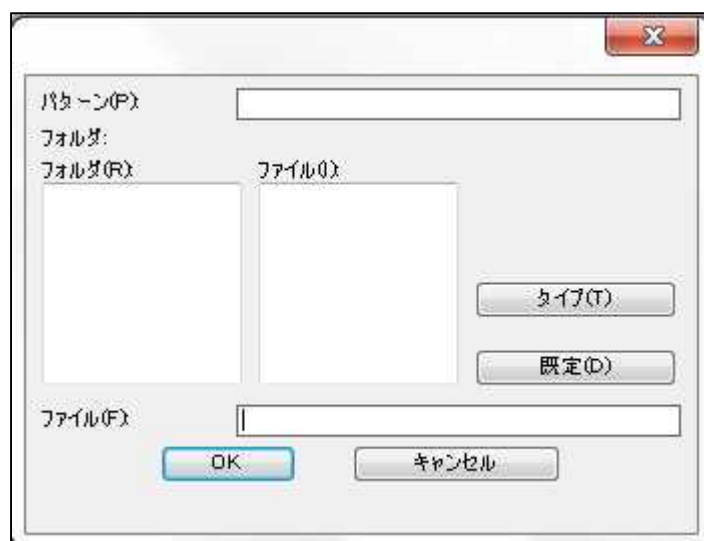 パターン(P):
フォルダ:
フォルダ(R): ファイル(I):
タイプ(T)
既定(D)
ファイル(F):
OK キャンセル